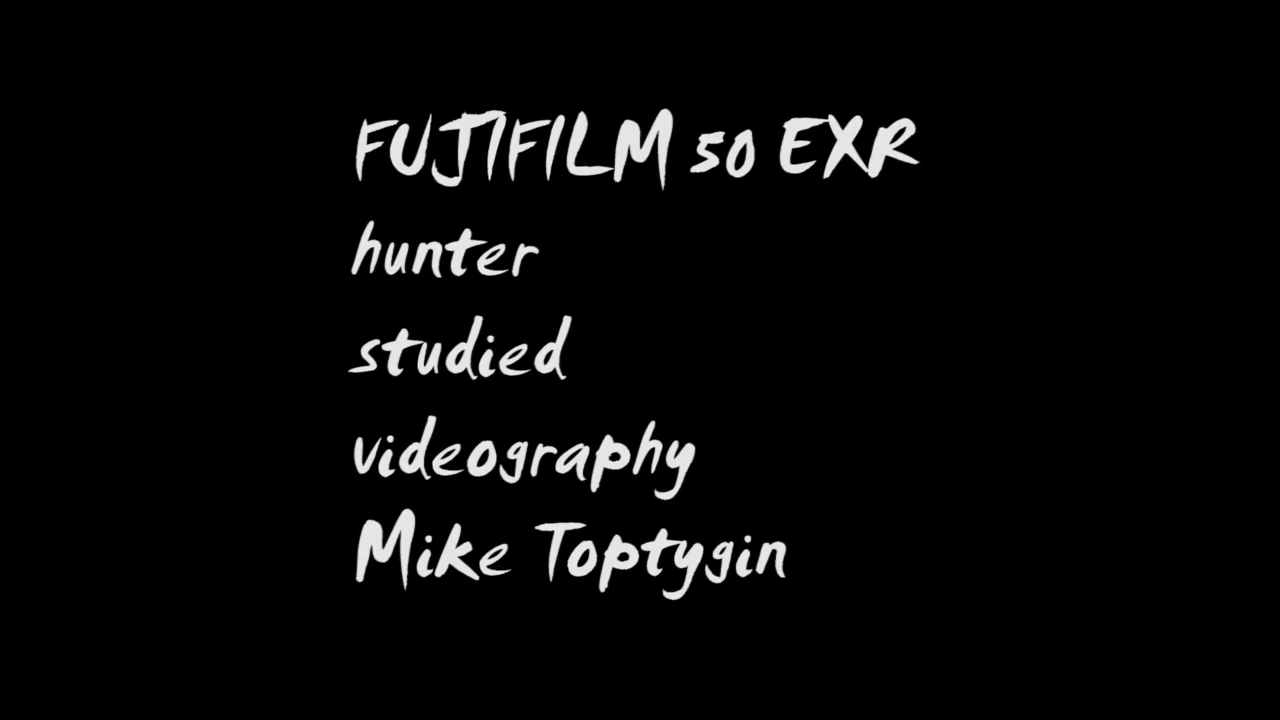 FUJIFILM 50 EXR
hunter
studied
videography
Mike Toptygin